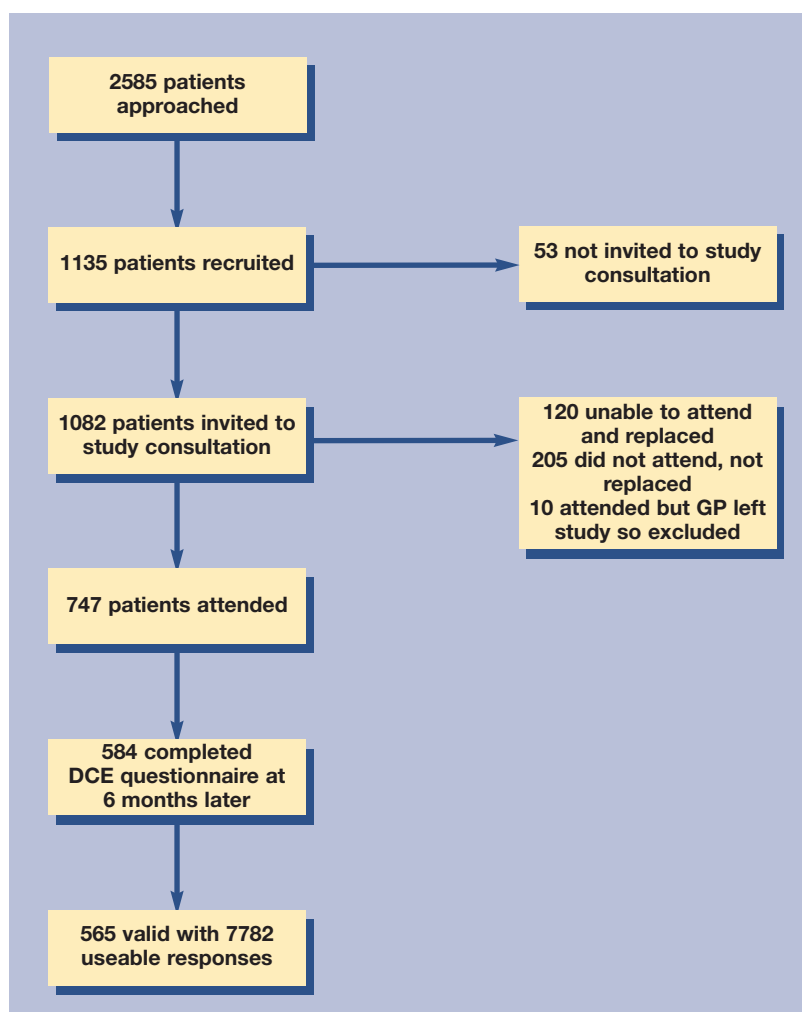 2585 patients
approached
1135 patients recruited
53 not invited to study
consultation
1082 patients invited to
study consultation
120 unable to attend
and replaced
205 did not attend, not
replaced
10 attended but GP left
study so excluded
747 patients attended
584 completed
DCE questionnaire at
6 months later
565 valid with 7782
useable responses